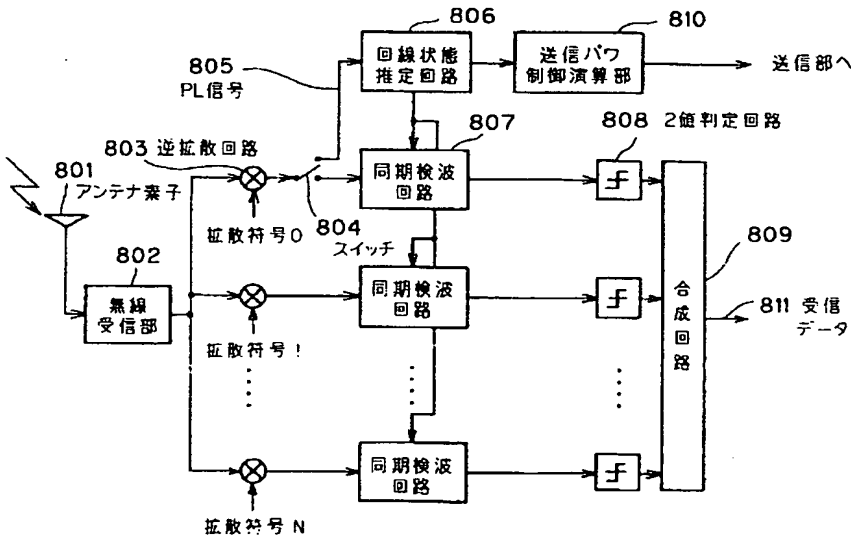 806
回線状態
推定回路
810
送信パワ
制御演算部
送信部へ
805
PL信号
803 逆拡散回路
807
同期検波
回路
808 2値判定回路
801
アンテナ素子
拡散符号0
804
スイッチ
802
無線
受信部
同期検波
回路
809
合成回路
811 受信
データ
拡散符号1
同期検波
回路
拡散符号N